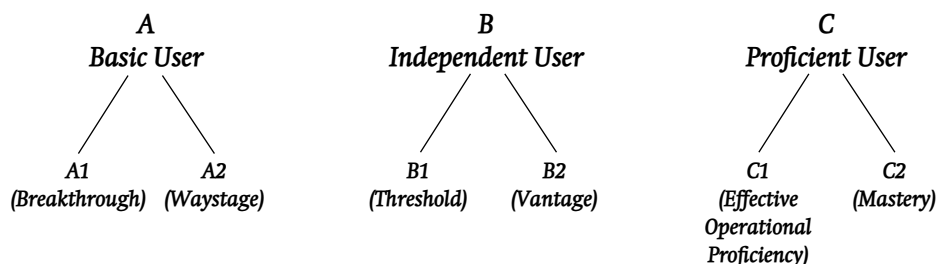 A
Basic User
B
Independent User
C
Proficient User
A1
(Breakthrough)
A2
(Waystage)
B1
(Threshold)
B2
(Vantage)
C1
(Effective
Operational
Proficiency)
C2
(Mastery)